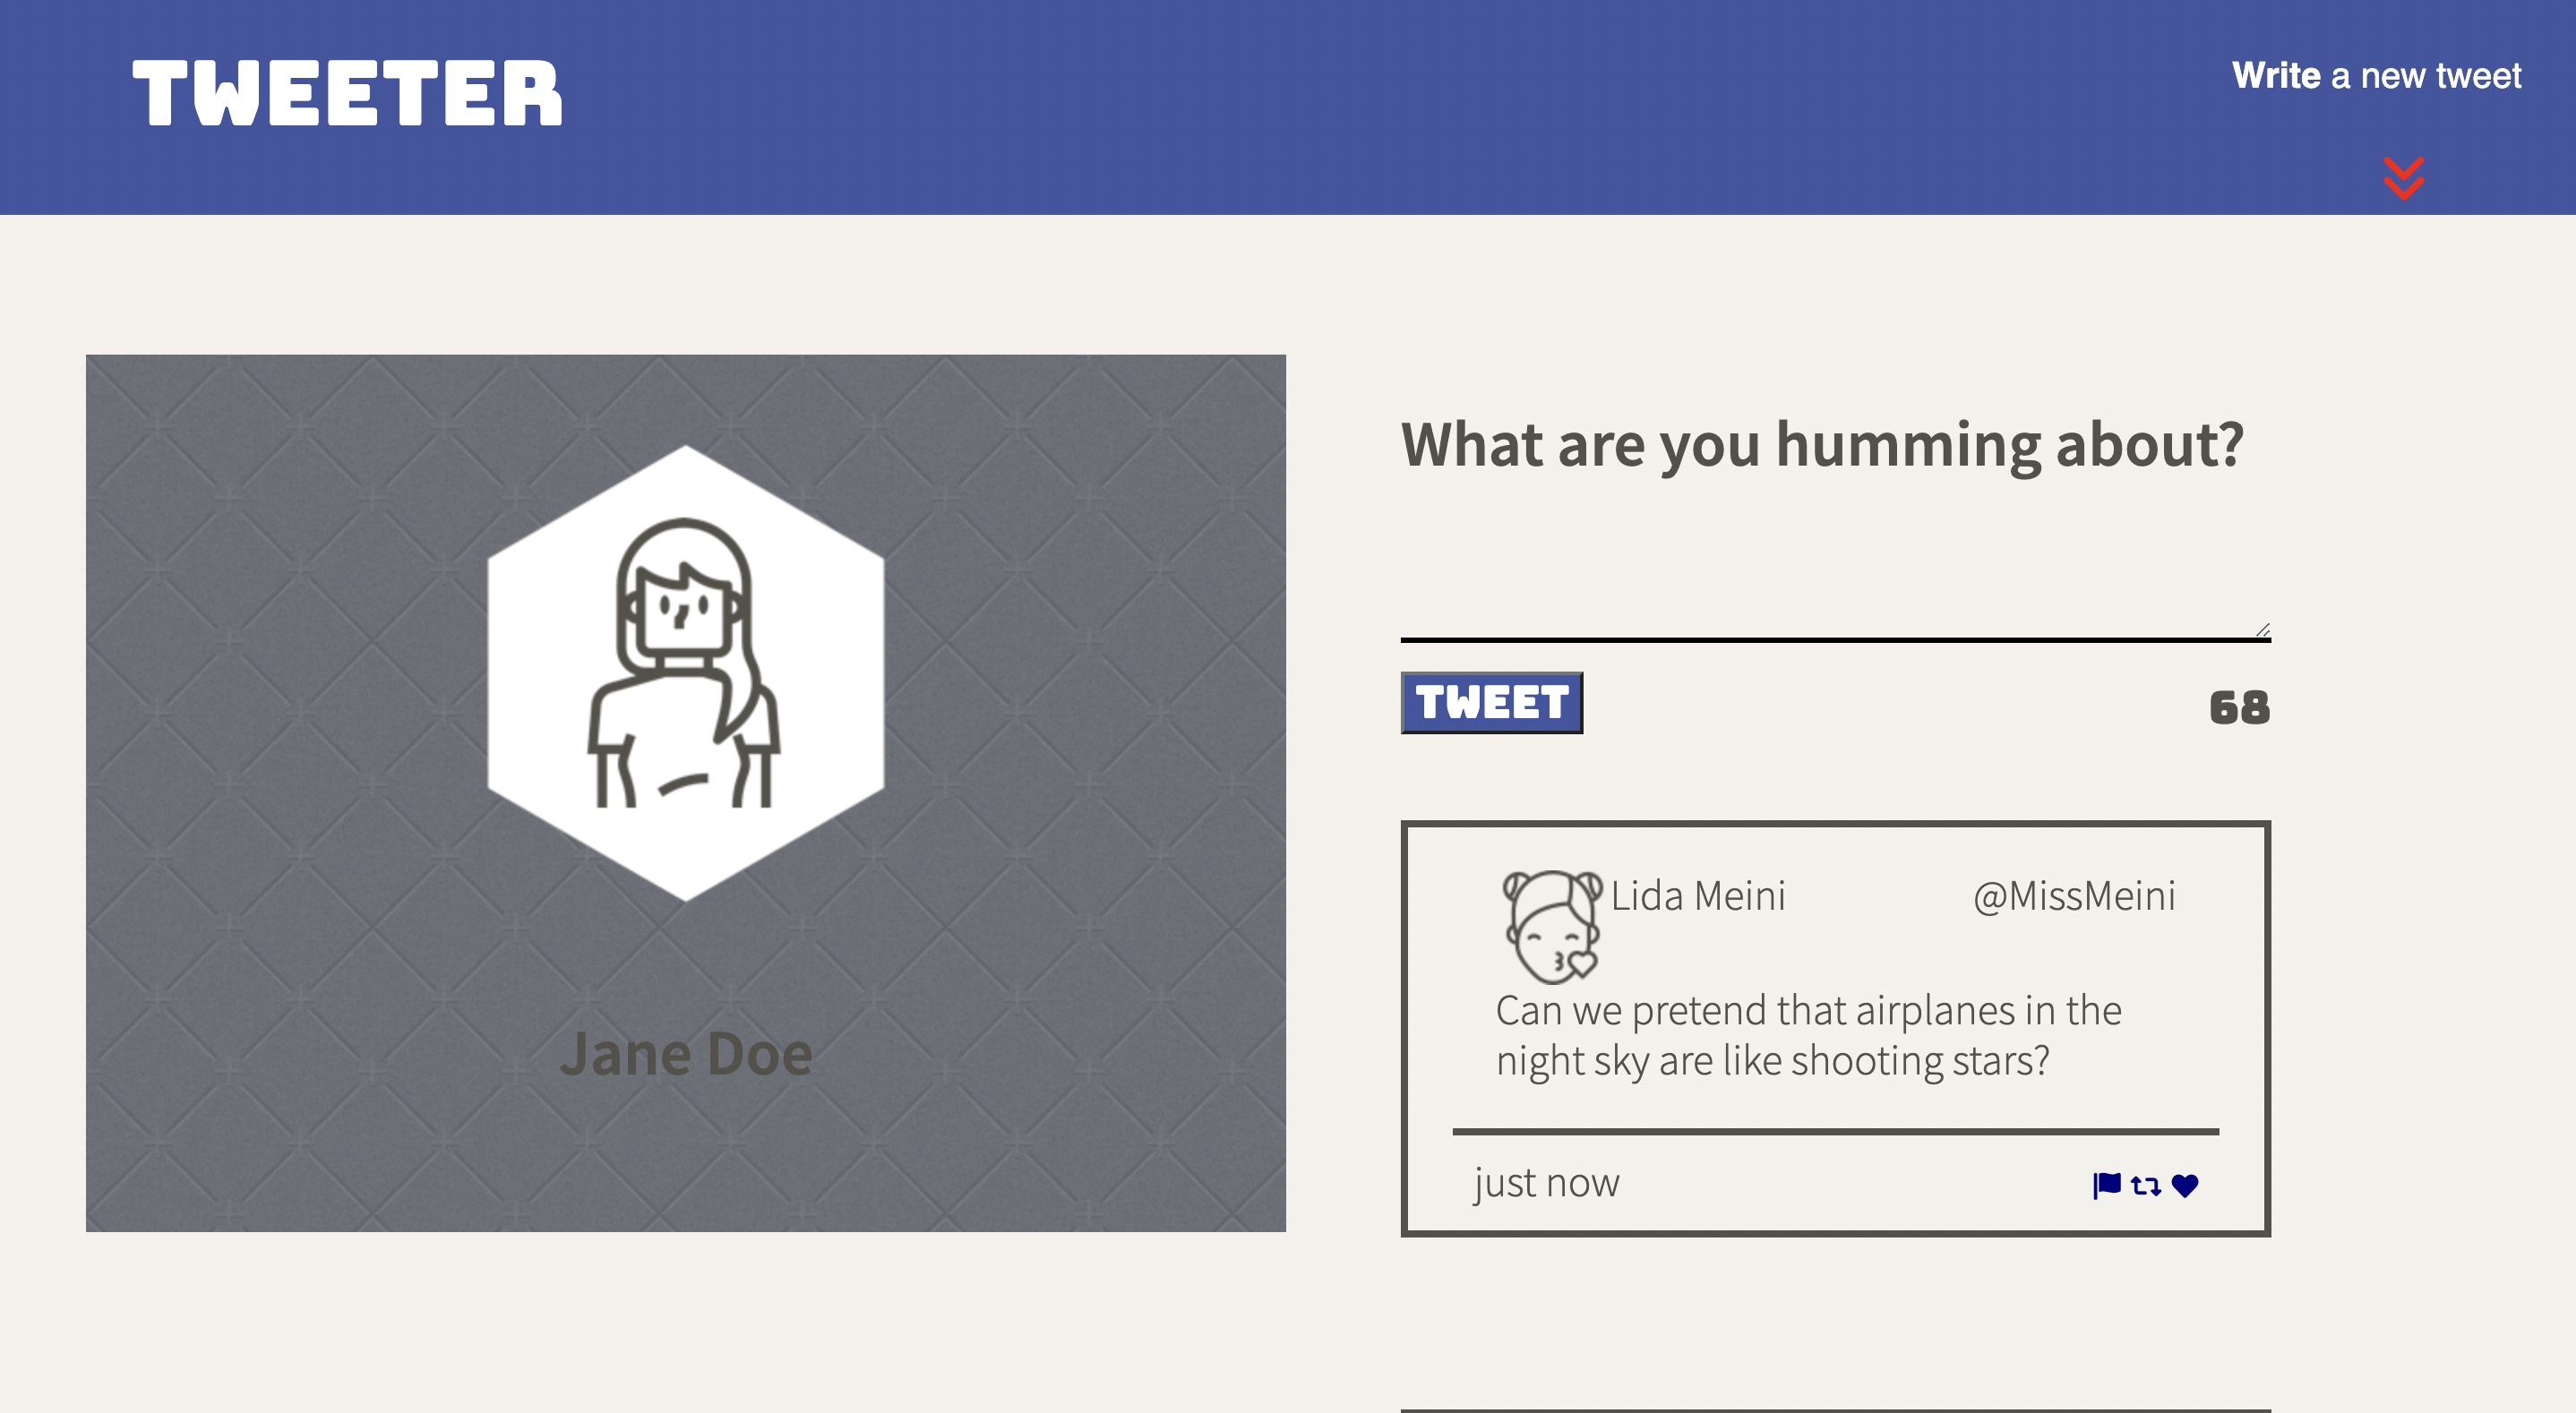 TWEETER
Write a new tweet
Jane Doe
What are you humming about?
TWEET
68
Lida Meini
@MissMeini
Can we pretend that airplanes in the
night sky are like shooting stars?
just now